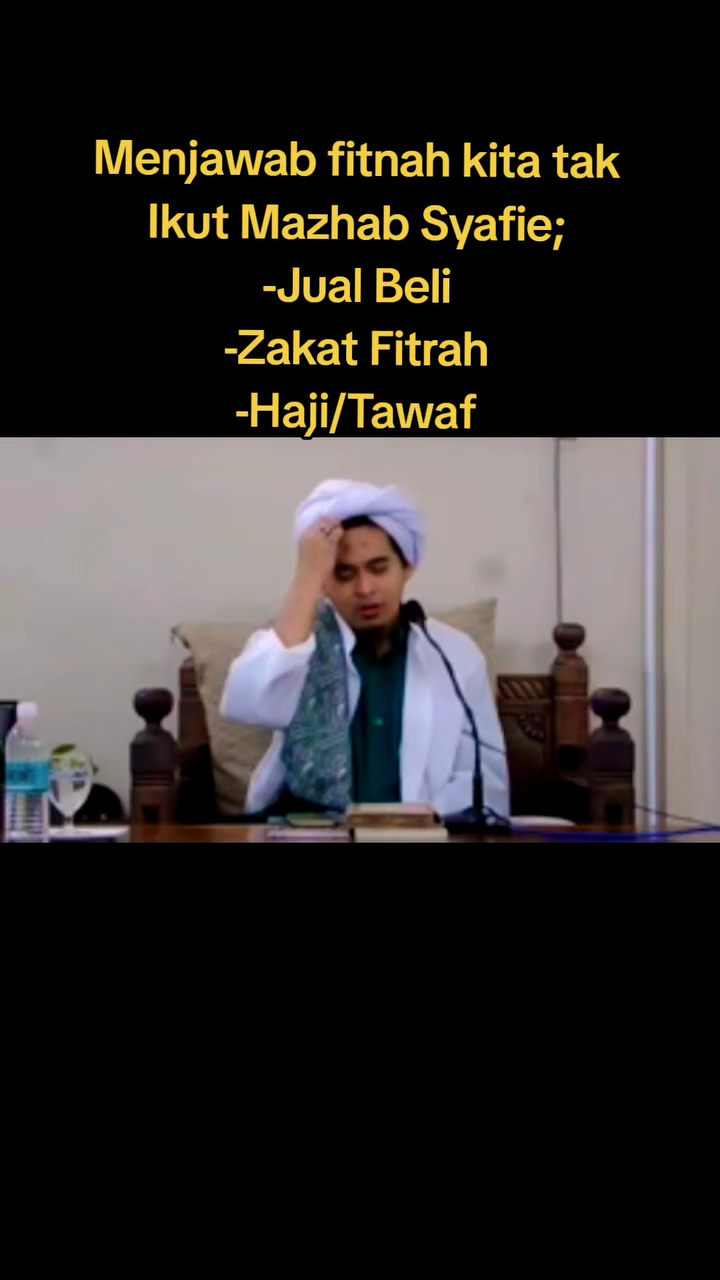 Menjawab fitnah kita tak
Ikut Mazhab Syafie;
-Jual Beli
-Zakat Fitrah
-Haji/Tawaf